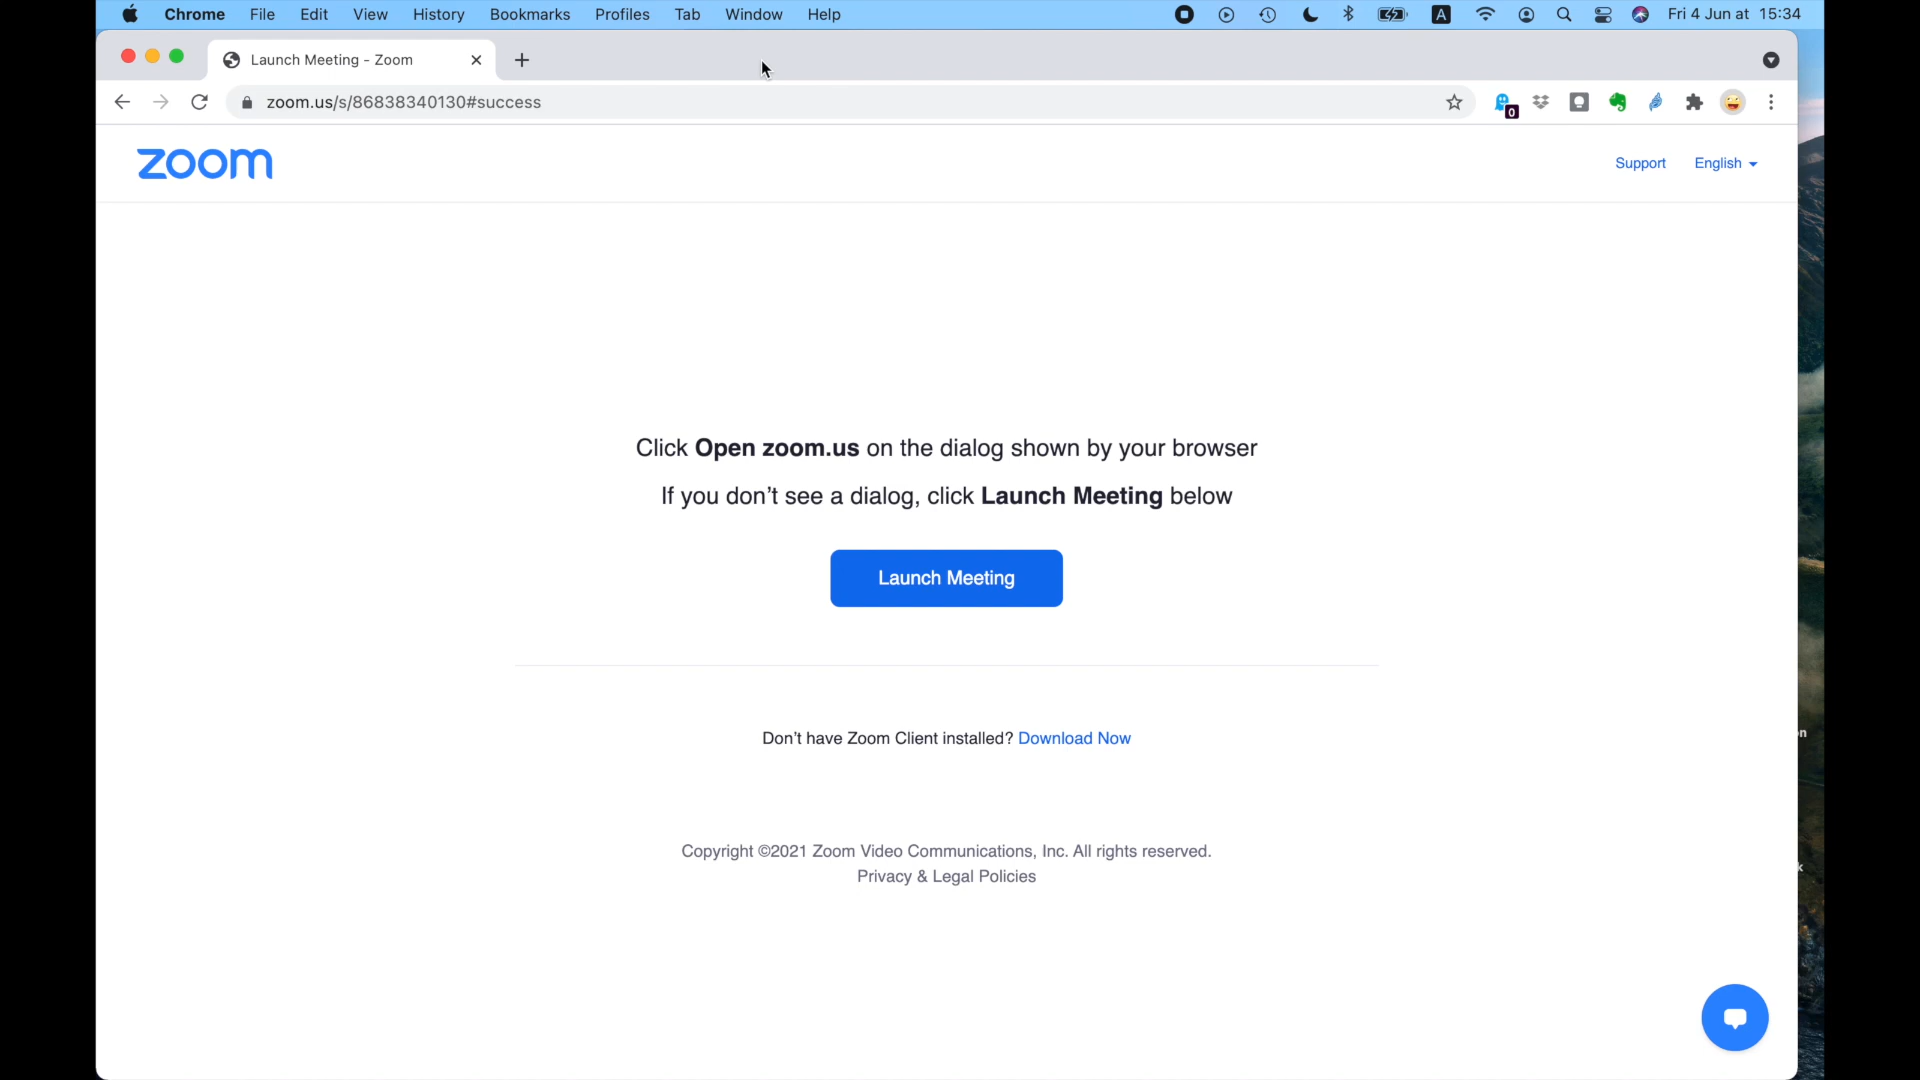 Chrome File Edit View History Bookmarks Profiles Tab Window Help A Fri 4 Jun at 15:34
Launch Meeting - Zoom
zoom.us/s/86838340130#success
0
zoom
Support English
Click Open zoom.us on the dialog shown by your browser
If you don’t see a dialog, click Launch Meeting below
Launch Meeting
Don’t have Zoom Client installed? Download Now
Copyright ©2021 Zoom Video Communications, Inc. All rights reserved.
Privacy & Legal Policies